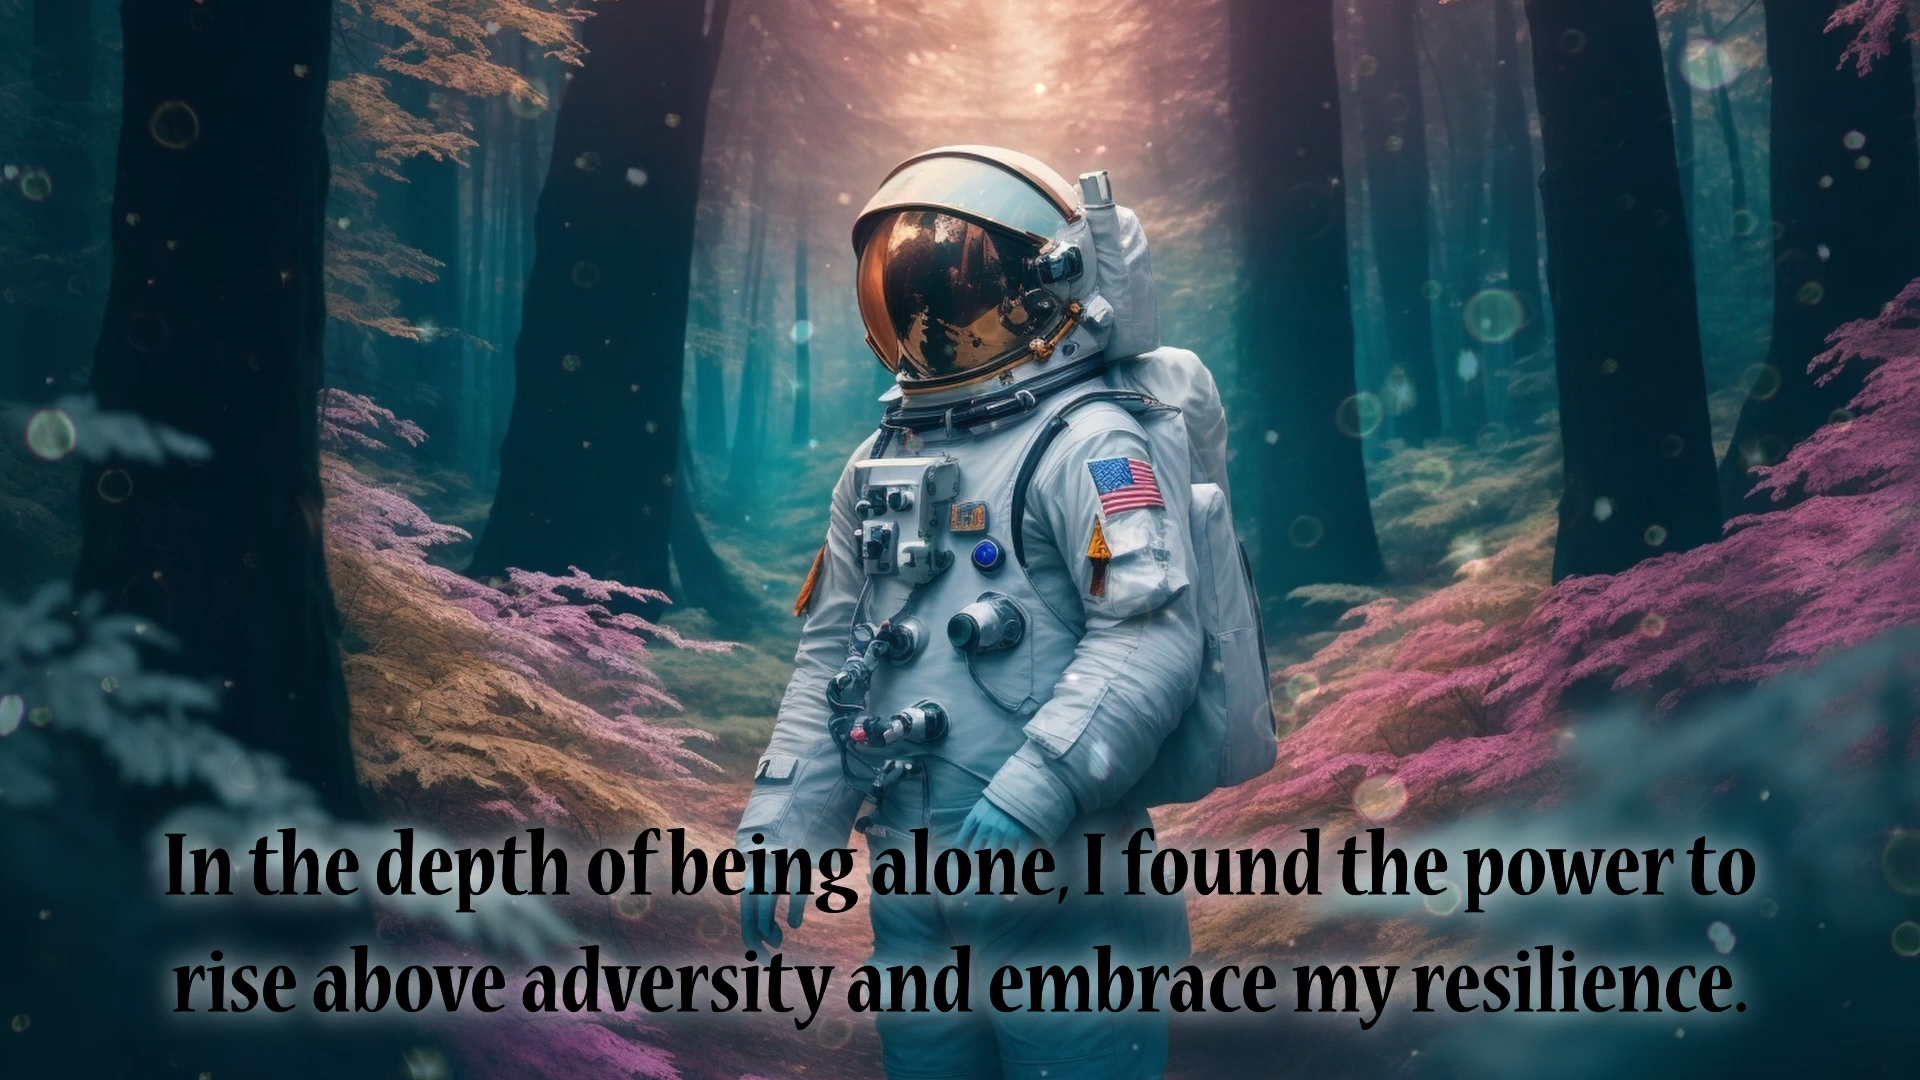 In the depth of being alone, I found the power to
rise above adversity and embrace my resilience.